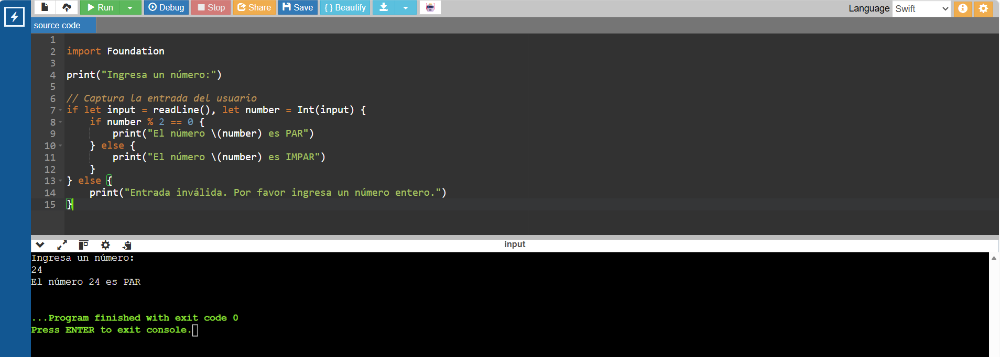 Run Debug Stop Share Save { } Beautify Language Swift
source code
1
2 import Foundation
3
4 print("Ingresa un número:")
5
6 // Captura la entrada del usuario
7 if let input = readLine(), let number = Int(input) {
8     if number % 2 == 0 {
9         print("El número \(number) es PAR")
10     } else {
11         print("El número \(number) es IMPAR")
12     }
13 } else {
14     print("Entrada inválida. Por favor ingresa un número entero.")
15 }
input
Ingresa un número:
24
El número 24 es PAR
...Program finished with exit code 0
Press ENTER to exit console.